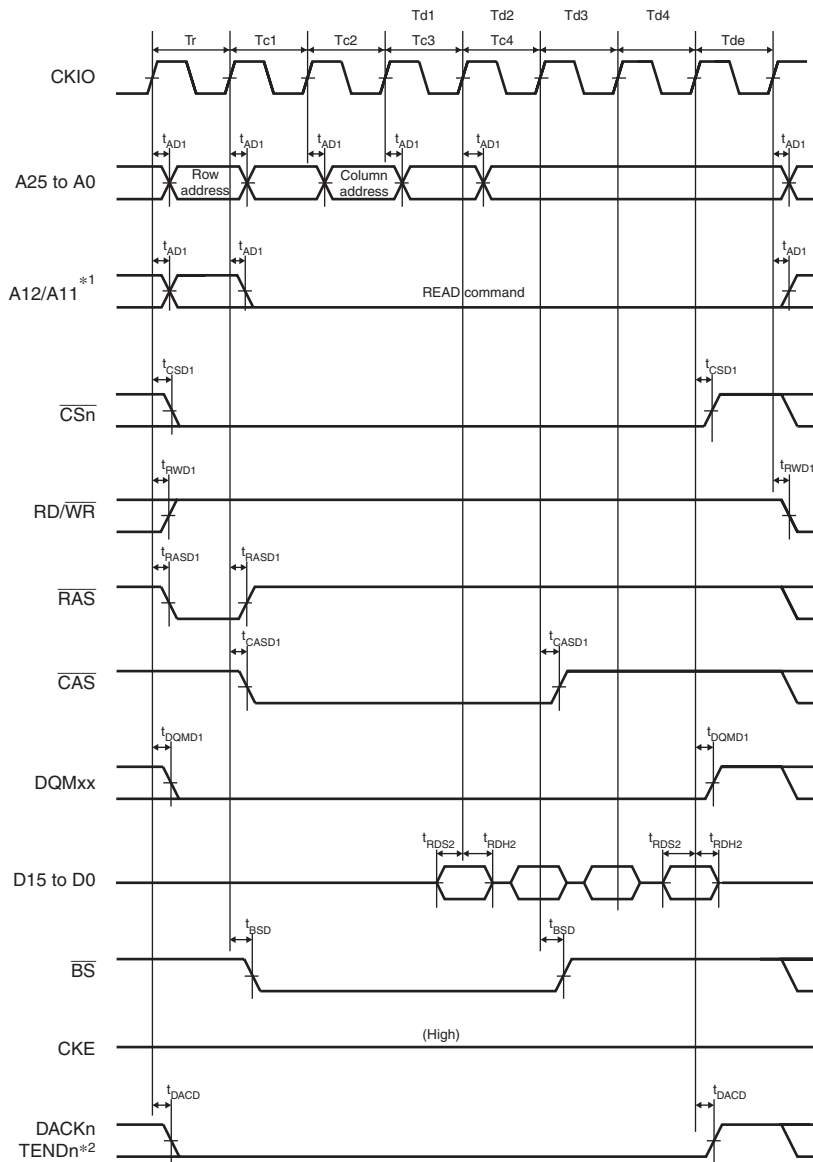 Td1 Td2 Td3 Td4
Tr Tc1 Tc2 Tc3 Tc4 Tde
CKIO
tAD1 tAD1 tAD1 tAD1 tAD1 tAD1
A25 to A0
Row address
Column address
tAD1 tAD1 tAD1
A12/A11*1
READ command
tCSD1 tCSD1
CSn
tRWD1 tRWD1
RD/WR
tRASD1 tRASD1
RAS
tCASD1 tCASD1
CAS
tDQMD1 tDQMD1
DQMxx
tRDS2 tRDH2 tRDS2 tRDH2
D15 to D0
tBSD tBSD
BS
(High)
CKE
tDACD tDACD
DACKn
TENDn*2